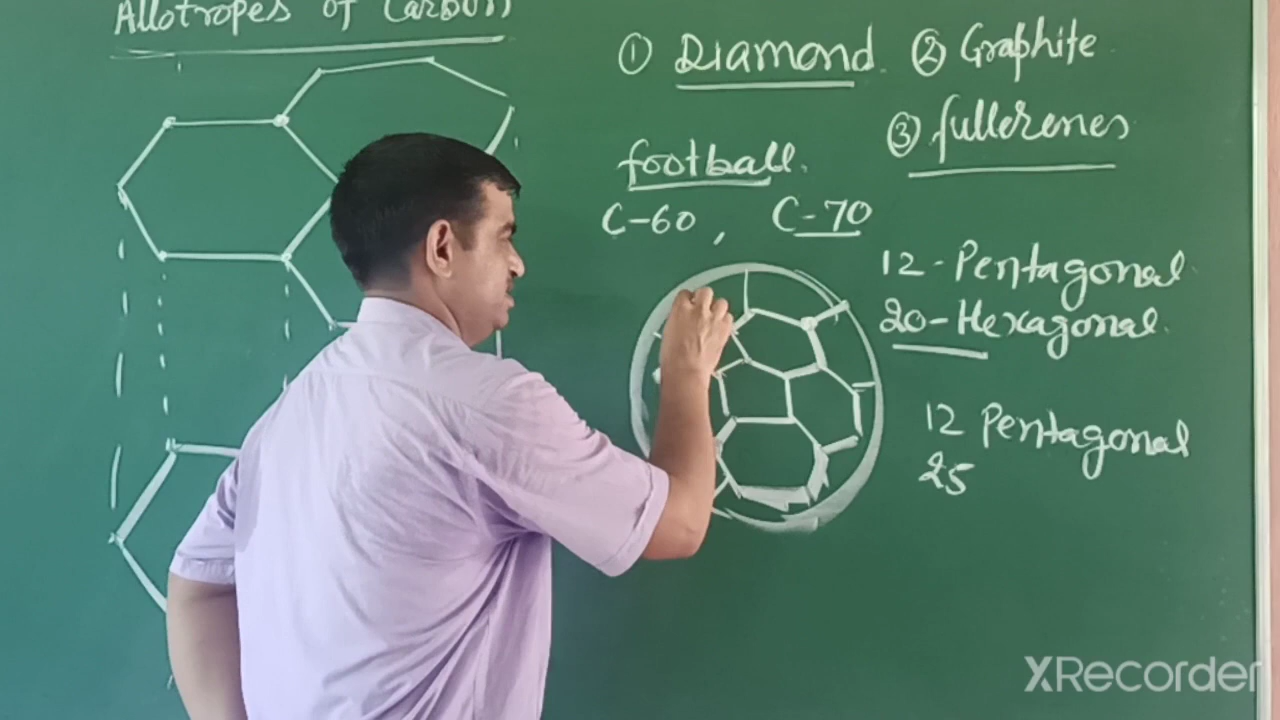 Allotropes of Carbon
① Diamond ② Graphite
③ fullerenes
football.
C-60 , C-70
12-Pentagonal
20-Hexagonal.
12 Pentagonal
25
XRecorder